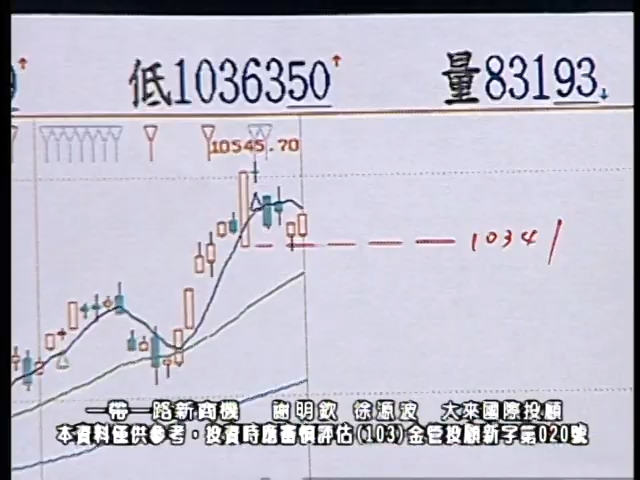 低1036350 量83193
10545.70
10341
一帶一路新商機 謝明欽 徐源波 大來國際投顧
本資料僅供參考，投資時應審慎評估(103)金管投顧新字第020號